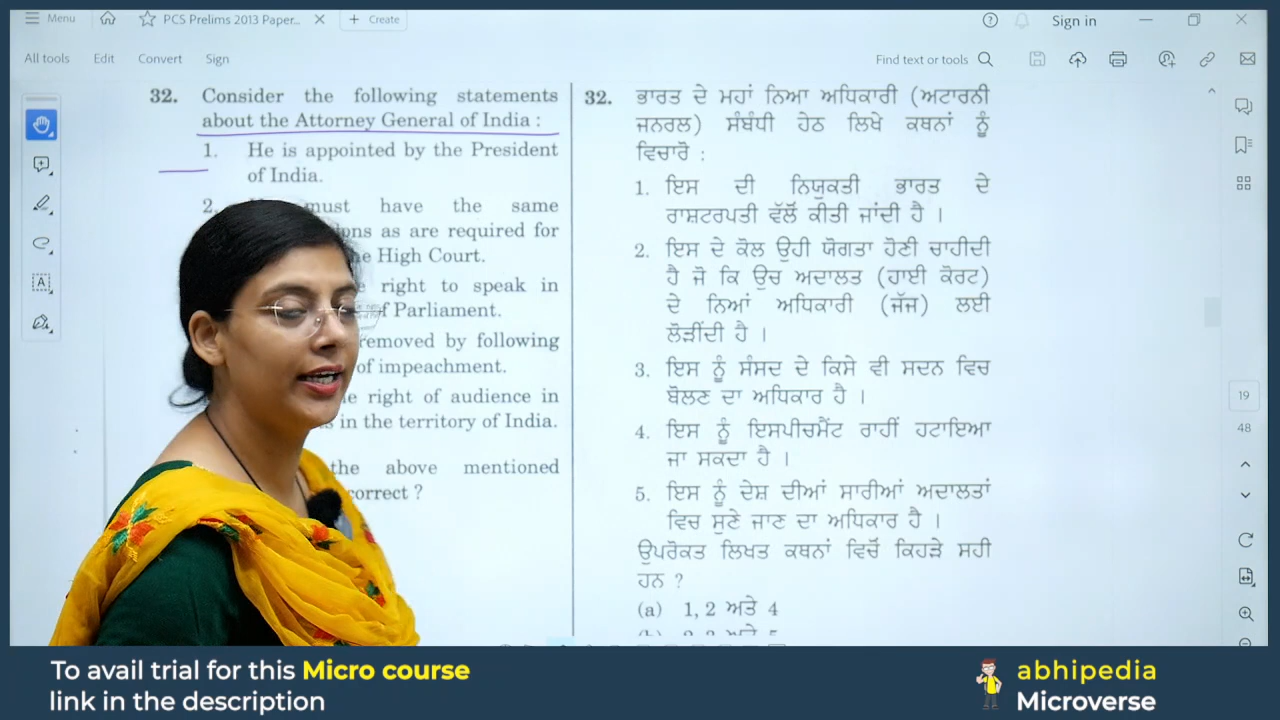 Menu
PCS Prelims 2013 Paper...
+ Create
Sign in
All tools
Edit
Convert
Sign
Find text or tools
32. Consider the following statements
about the Attorney General of India :
1. He is appointed by the President
of India.
2. must have the same
ons as are required for
e High Court.
right to speak in
f Parliament.
removed by following
of impeachment.
e right of audience in
s in the territory of India.
the above mentioned
correct ?
32. ਭਾਰਤ ਦੇ ਮਹਾਂ ਨਿਆ ਅਧਿਕਾਰੀ (ਅਟਾਰਨੀ
ਜਨਰਲ) ਸੰਬੰਧੀ ਹੇਠ ਲਿਖੇ ਕਥਨਾਂ ਨੂੰ
ਵਿਚਾਰੋ :
1. ਇਸ ਦੀ ਨਿਯੁਕਤੀ ਭਾਰਤ ਦੇ
ਰਾਸ਼ਟਰਪਤੀ ਵੱਲੋਂ ਕੀਤੀ ਜਾਂਦੀ ਹੈ ।
2. ਇਸ ਦੇ ਕੋਲ ਉਹੀ ਯੋਗਤਾ ਹੋਣੀ ਚਾਹੀਦੀ
ਹੈ ਜੋ ਕਿ ਉਚ ਅਦਾਲਤ (ਹਾਈ ਕੋਰਟ)
ਦੇ ਨਿਆਂ ਅਧਿਕਾਰੀ (ਜੱਜ) ਲਈ
ਲੋੜੀਂਦੀ ਹੈ ।
3. ਇਸ ਨੂੰ ਸੰਸਦ ਦੇ ਕਿਸੇ ਵੀ ਸਦਨ ਵਿਚ
ਬੋਲਣ ਦਾ ਅਧਿਕਾਰ ਹੈ ।
4. ਇਸ ਨੂੰ ਇਸਪੀਚਮੈਂਟ ਰਾਹੀਂ ਹਟਾਇਆ
ਜਾ ਸਕਦਾ ਹੈ ।
5. ਇਸ ਨੂੰ ਦੇਸ਼ ਦੀਆਂ ਸਾਰੀਆਂ ਅਦਾਲਤਾਂ
ਵਿਚ ਸੁਣੇ ਜਾਣ ਦਾ ਅਧਿਕਾਰ ਹੈ ।
ਉਪਰੋਕਤ ਲਿਖਤ ਕਥਨਾਂ ਵਿਚੋਂ ਕਿਹੜੇ ਸਹੀ
ਹਨ ?
(a) 1, 2 ਅਤੇ 4
19
48
To avail trial for this Micro course
link in the description
abhipedia
Microverse